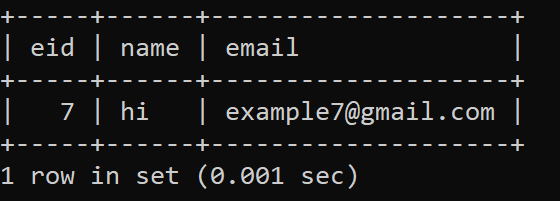 +-----+------+--------------------+
| eid | name | email              |
+-----+------+--------------------+
|   7 | hi   | example7@gmail.com |
+-----+------+--------------------+
1 row in set (0.001 sec)